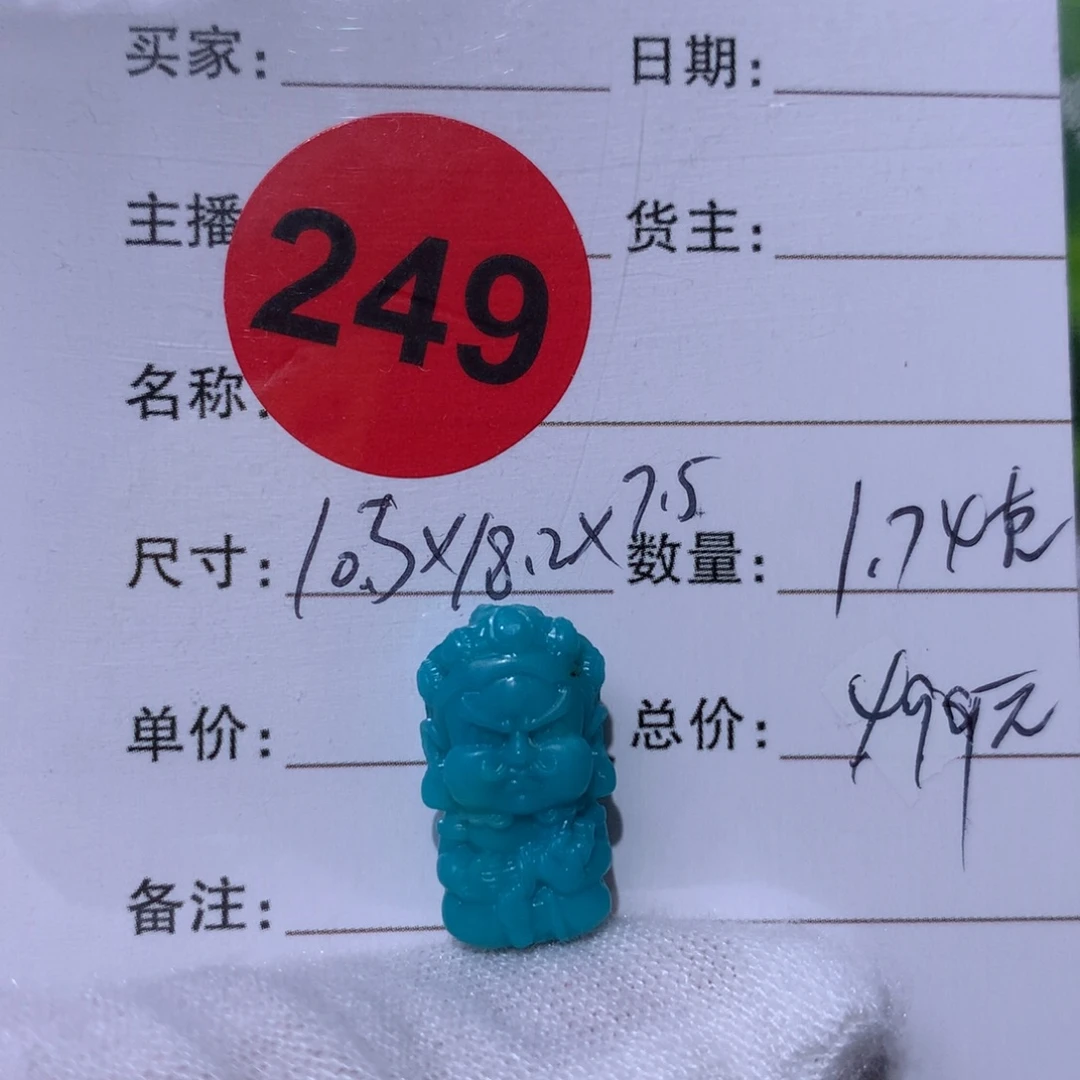 买家: 日期:
主播 货主:
249
名称:
尺寸: 10.5×18.2×7.5 数量: 1.74克
单价: 总价: 499元
备注: